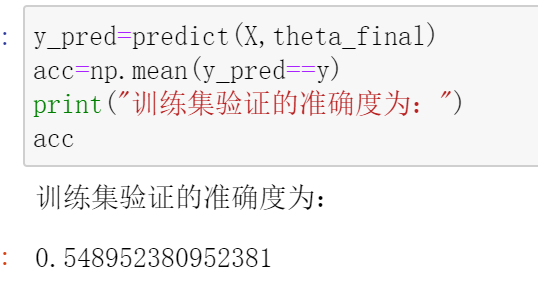 : y_pred=predict(X,theta_final)
acc=np.mean(y_pred==y)
print("训练集验证的准确度为：")
acc
训练集验证的准确度为：
: 0.548952380952381